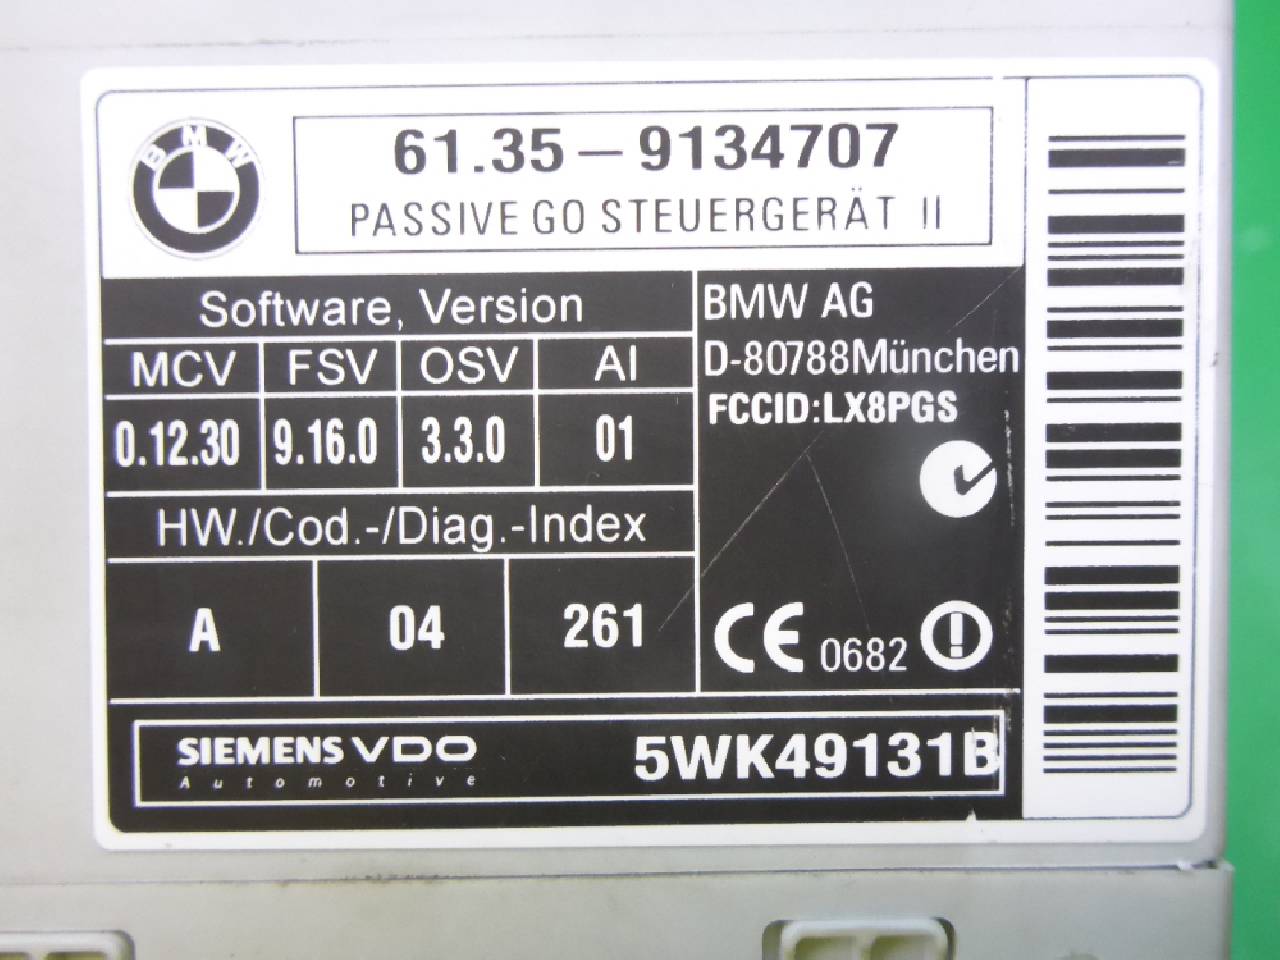 BMW
61.35-9134707
PASSIVE GO STEUERGERÄT II
Software, Version
MCV FSV OSV AI
0.12.30 9.16.0 3.3.0 01
HW./Cod.-/Diag.-Index
A 04 261
BMW AG
D-80788München
FCCID:LX8PGS
CE 0682 !
SIEMENS VDO
Automotive
5WK49131B